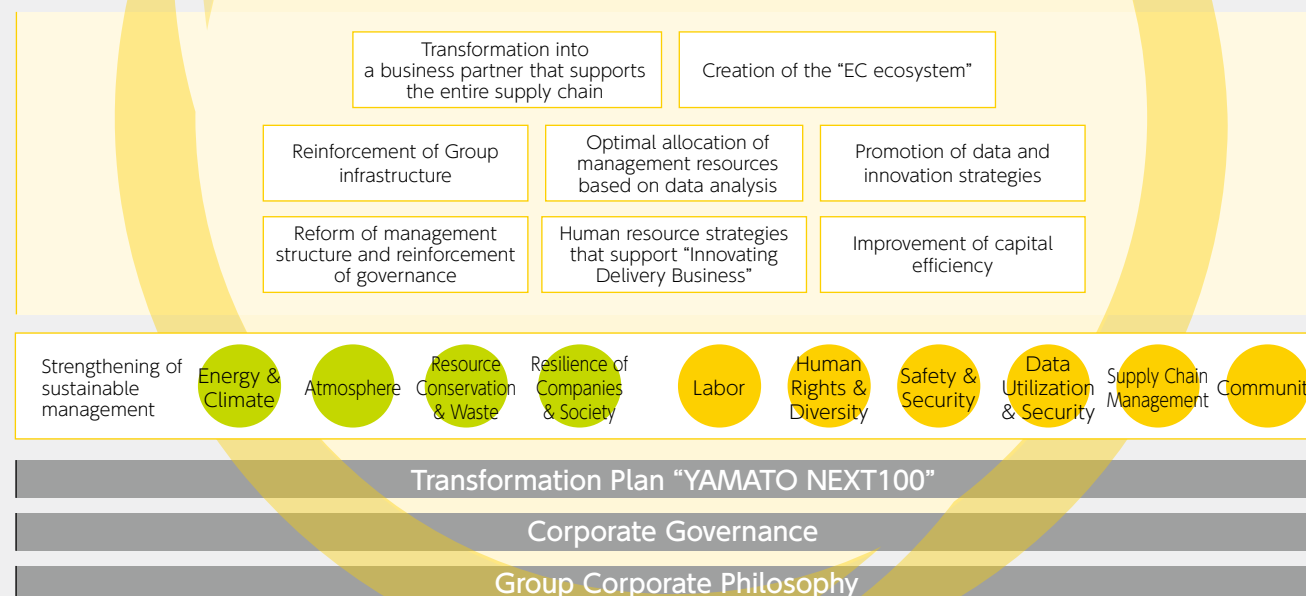 Transformation into
a business partner that supports
the entire supply chain
Creation of the “EC ecosystem”
Reinforcement of Group
infrastructure
Optimal allocation of
management resources
based on data analysis
Promotion of data and
innovation strategies
Reform of management
structure and reinforcement
of governance
Human resource strategies
that support “Innovating
Delivery Business”
Improvement of capital
efficiency
Strengthening of
sustainable
management
Energy &
Climate
Atmosphere
Resource
Conservation
& Waste
Resilience of
Companies
& Society
Labor
Human
Rights &
Diversity
Safety &
Security
Data
Utilization
& Security
Supply Chain
Management
Communit
Transformation Plan “YAMATO NEXT100”
Corporate Governance
Group Corporate Philosophy